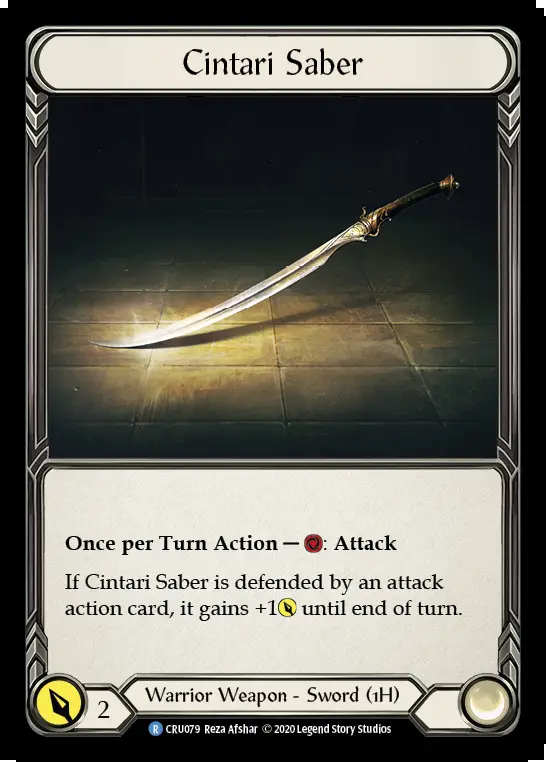 Cintari Saber
Once per Turn Action — : Attack
If Cintari Saber is defended by an attack
action card, it gains +1 until end of turn.
2
Warrior Weapon - Sword (1H)
R CRU079 Reza Afshar © 2020 Legend Story Studios